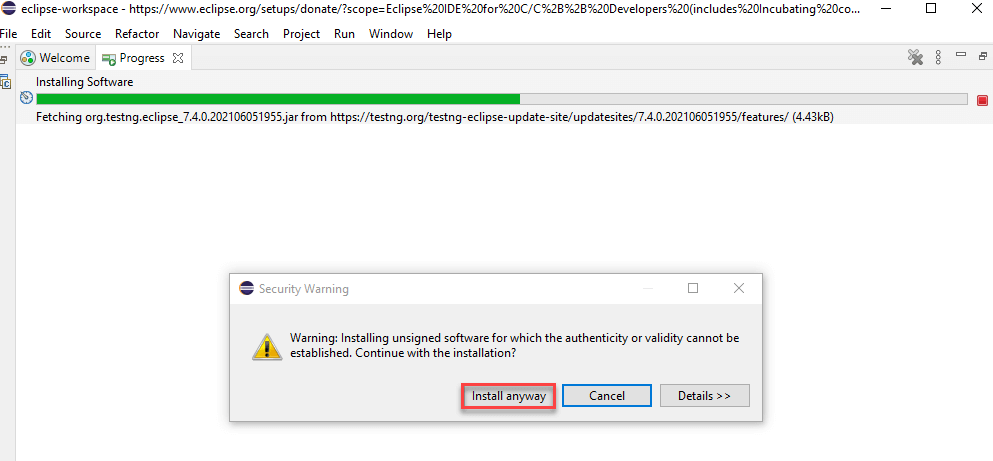 eclipse-workspace - https://www.eclipse.org/setups/donate/?scope=Eclipse%20IDE%20for%20C/C%2B%2B%20Developers%20(includes%20Incubating%20co...
File Edit Source Refactor Navigate Search Project Run Window Help
Welcome Progress
Installing Software
Fetching org.testng.eclipse_7.4.0.202106051955.jar from https://testng.org/testng-eclipse-update-site/updatesites/7.4.0.202106051955/features/ (4.43kB)
Security Warning
Warning: Installing unsigned software for which the authenticity or validity cannot be
established. Continue with the installation?
Install anyway Cancel Details >>